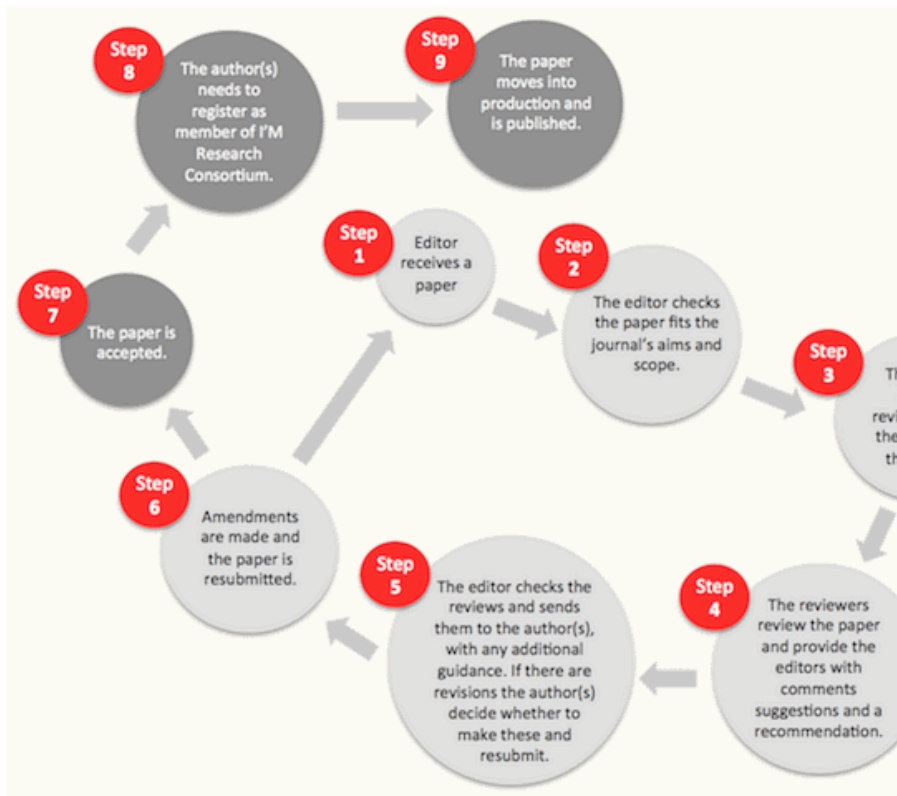 Step
1
Editor
receives a
paper
Step
2
The editor checks
the paper fits the
journal's aims and
scope.
Step
3
the
Step
4
The reviewers
review the paper
and provide the
editors with
comments
suggestions and a
recommendation.
Step
5
The editor checks the
reviews and sends
them to the author(s),
with any additional
guidance. If there are
revisions the author(s)
decide whether to
make these and
resubmit.
Step
6
Amendments
are made and
the paper is
resubmitted.
Step
7
The paper is
accepted.
Step
8
The author(s)
needs to
register as
member of I'M
Research
Consortium.
Step
9
The paper
moves into
production and
is published.